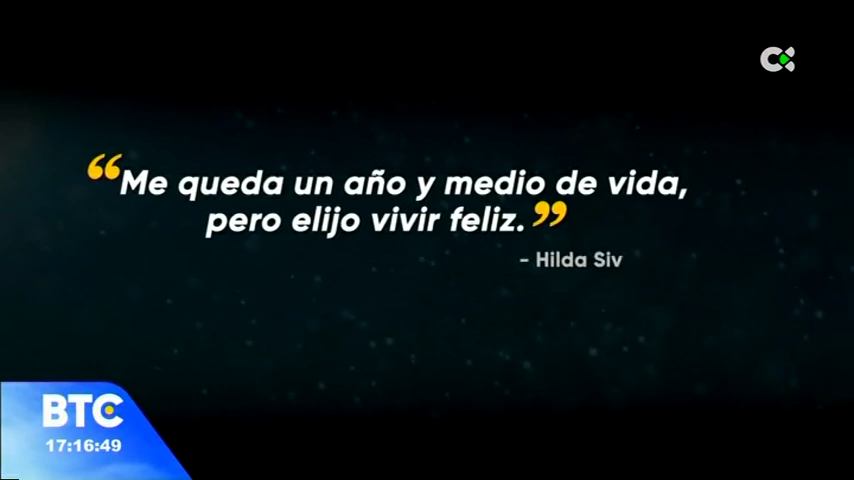 “Me queda un año y medio de vida,
pero elijo vivir feliz.”
- Hilda Siv
BTC
17:16:49